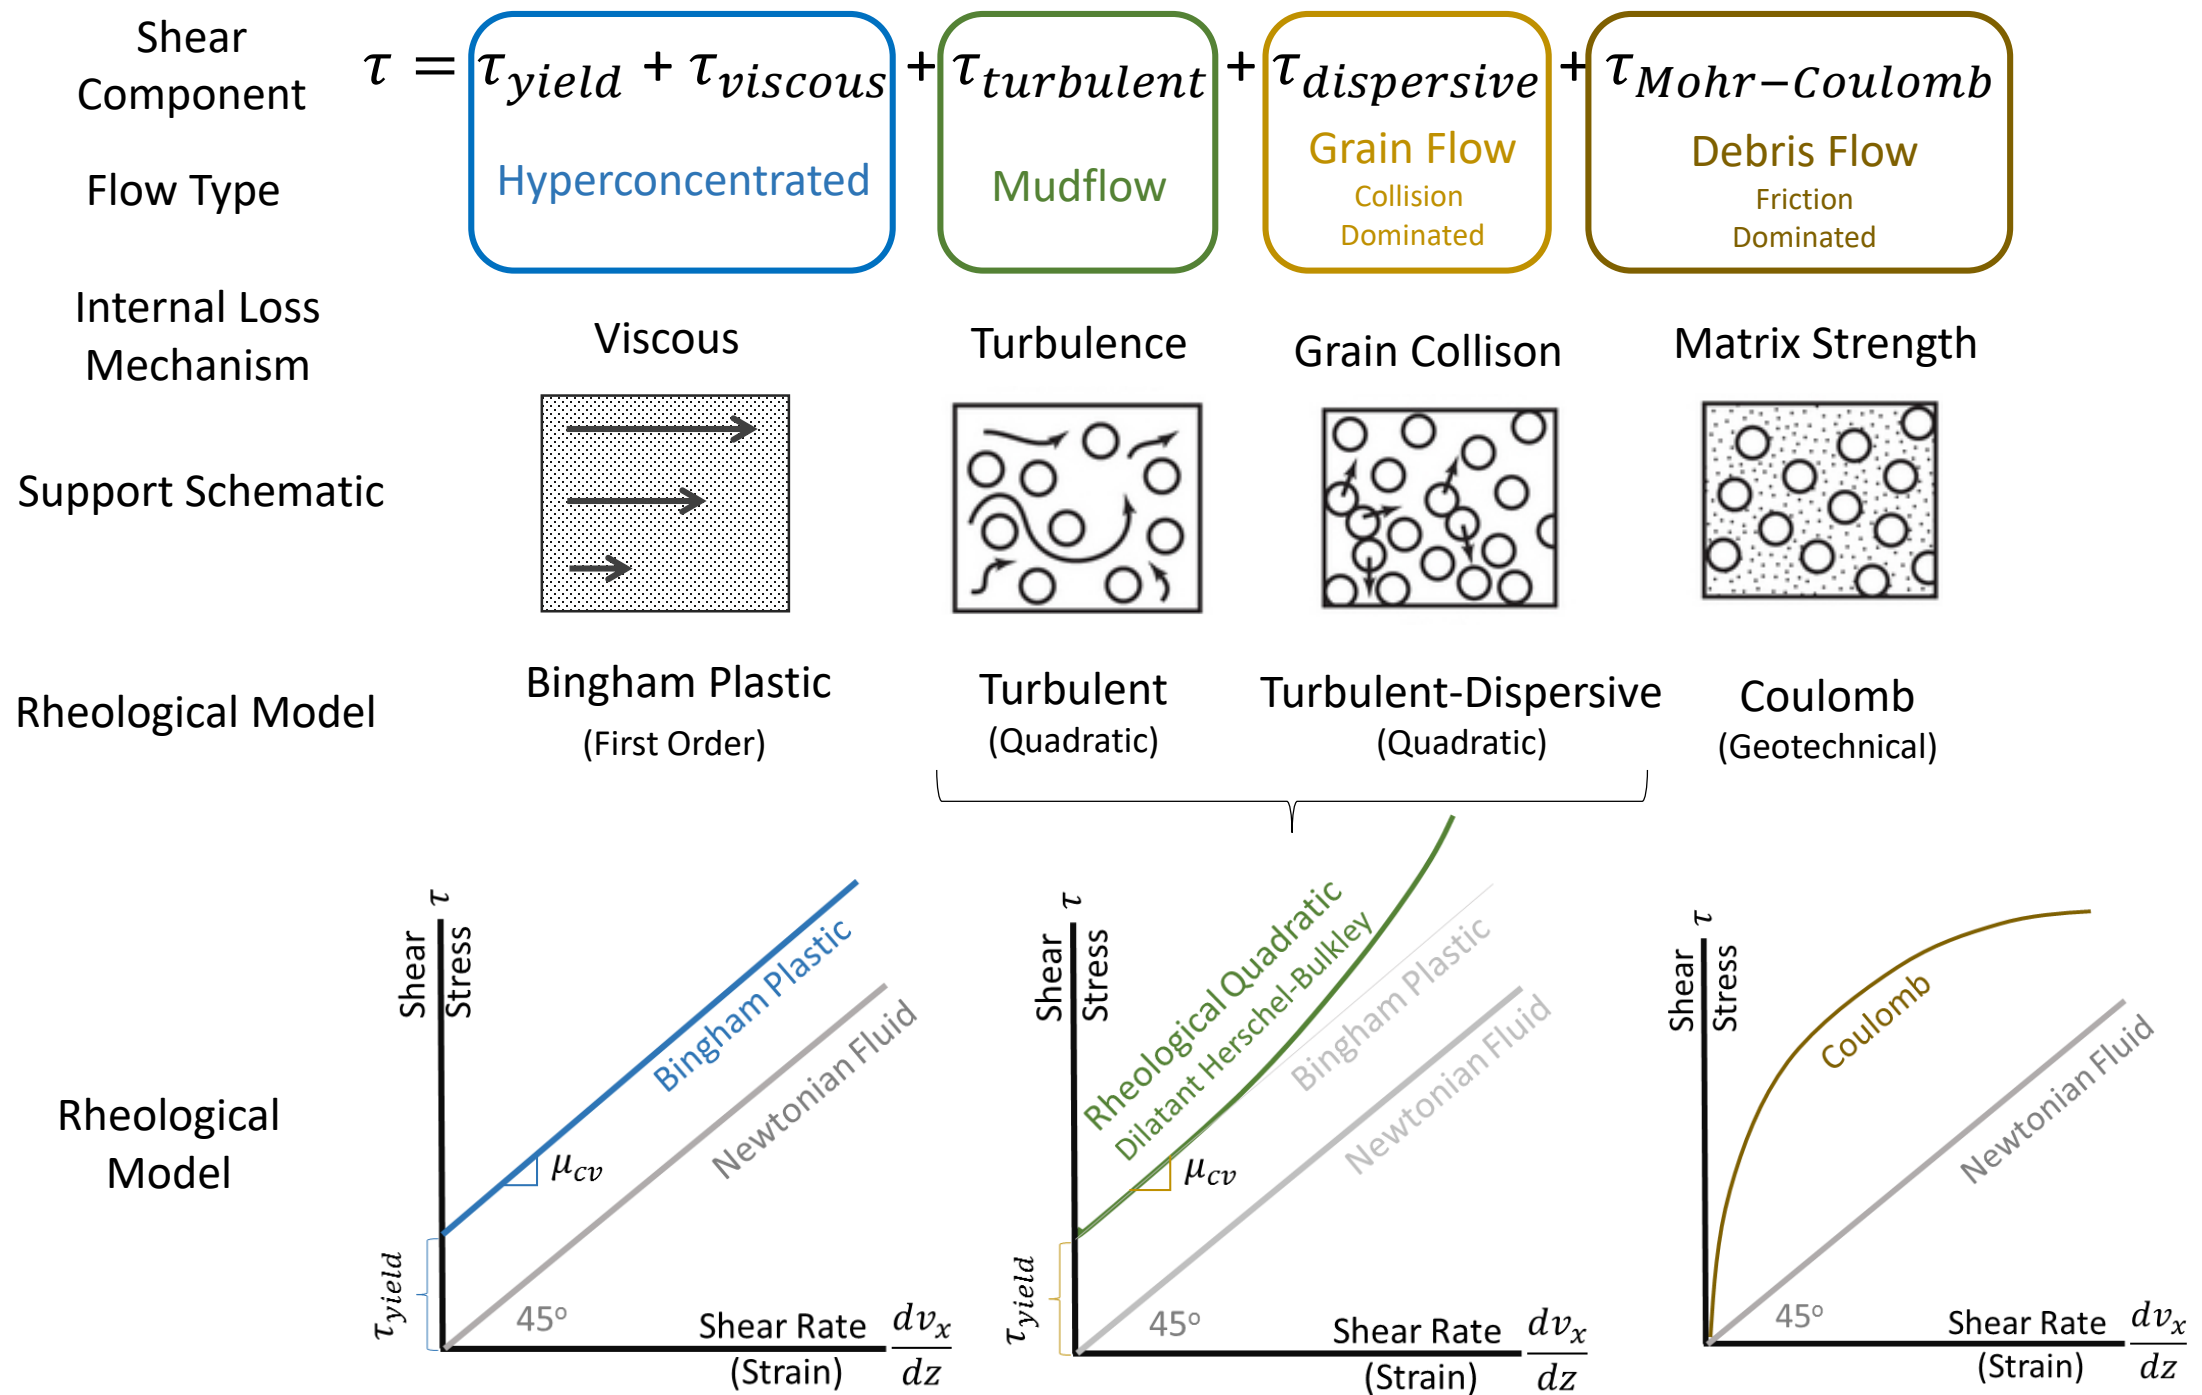 Shear
Component
τ = τyield + τviscous + τturbulent + τdispersive + τMohr−Coulomb
Flow Type
Hyperconcentrated
Mudflow
Grain Flow
Collision
Dominated
Debris Flow
Friction
Dominated
Internal Loss
Mechanism
Viscous
Turbulence
Grain Collison
Matrix Strength
Support Schematic
Rheological Model
Bingham Plastic
(First Order)
Turbulent
(Quadratic)
Turbulent-Dispersive
(Quadratic)
Coulomb
(Geotechnical)
Rheological
Model
τ
Shear
Stress
Bingham Plastic
Newtonian Fluid
μcv
τyield
45o
Shear Rate
(Strain)
dvx
dz
τ
Shear
Stress
Rheological Quadratic
Dilatant Herschel-Bulkley
Bingham Plastic
Newtonian Fluid
μcv
τyield
45o
Shear Rate
(Strain)
dvx
dz
τ
Shear
Stress
Coulomb
Newtonian Fluid
45o
Shear Rate
(Strain)
dvx
dz